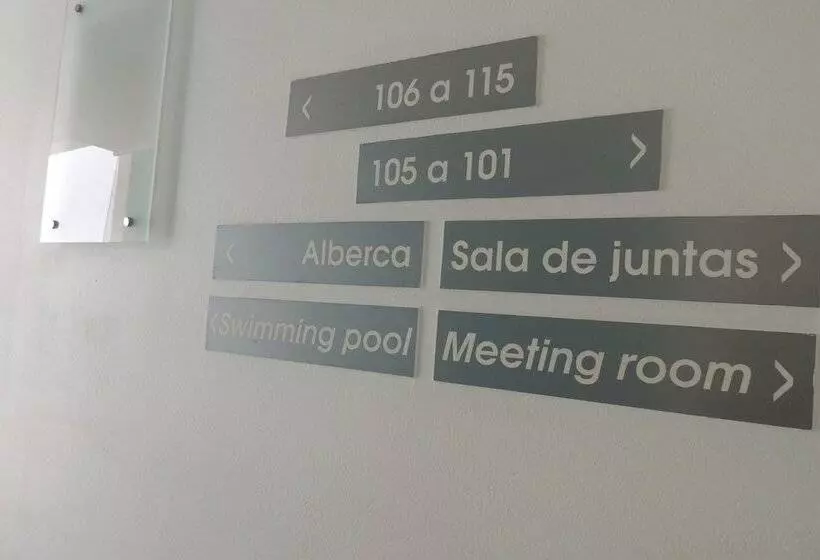 < 106 a 115
105 a 101 >
< Alberca
Sala de juntas >
< Swimming pool
Meeting room >